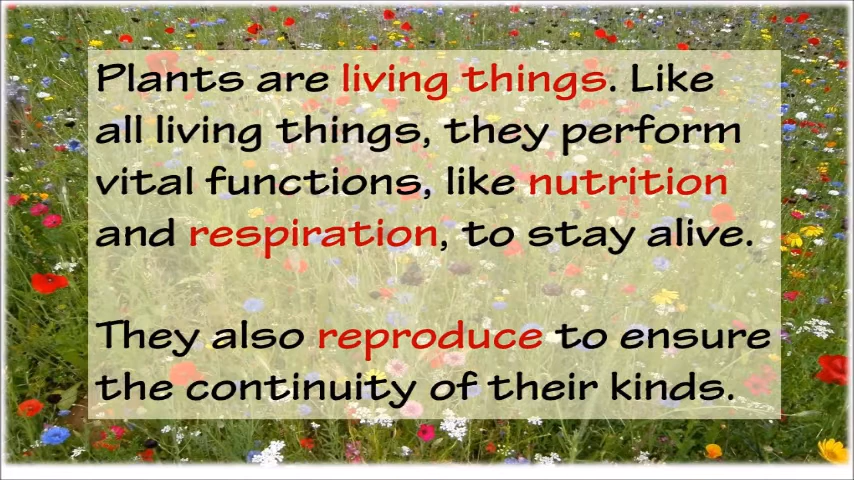 Plants are living things. Like
all living things, they perform
vital functions, like nutrition
and respiration, to stay alive.
They also reproduce to ensure
the continuity of their kinds.